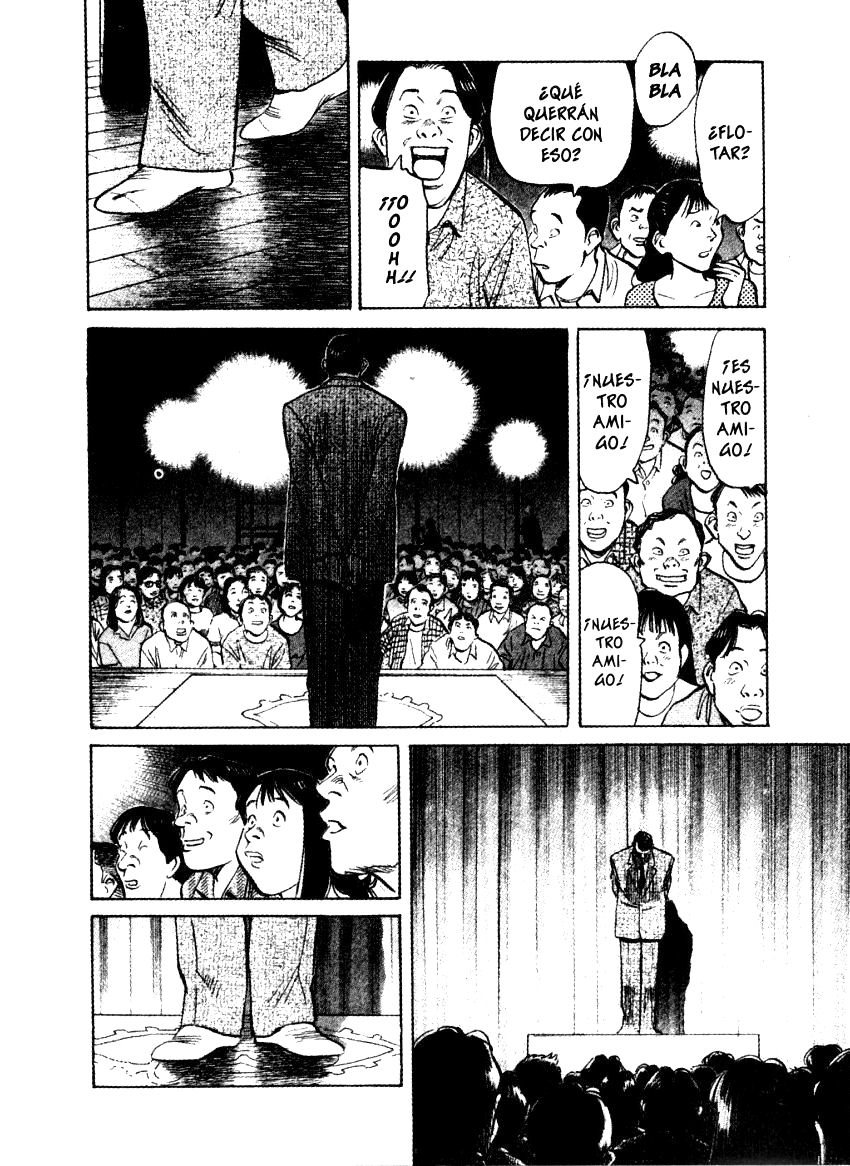 ¿FLO-
TAR?
BLA
BLA
¿QUÉ
QUERRÁN
DECIR CON
ESO?
¡¡O
O
O
H
H!!
¡ES
NUES-
TRO
AMI-
GO!
¡NUES-
TRO
AMI-
GO!
¡NUES-
TRO
AMI-
GO!